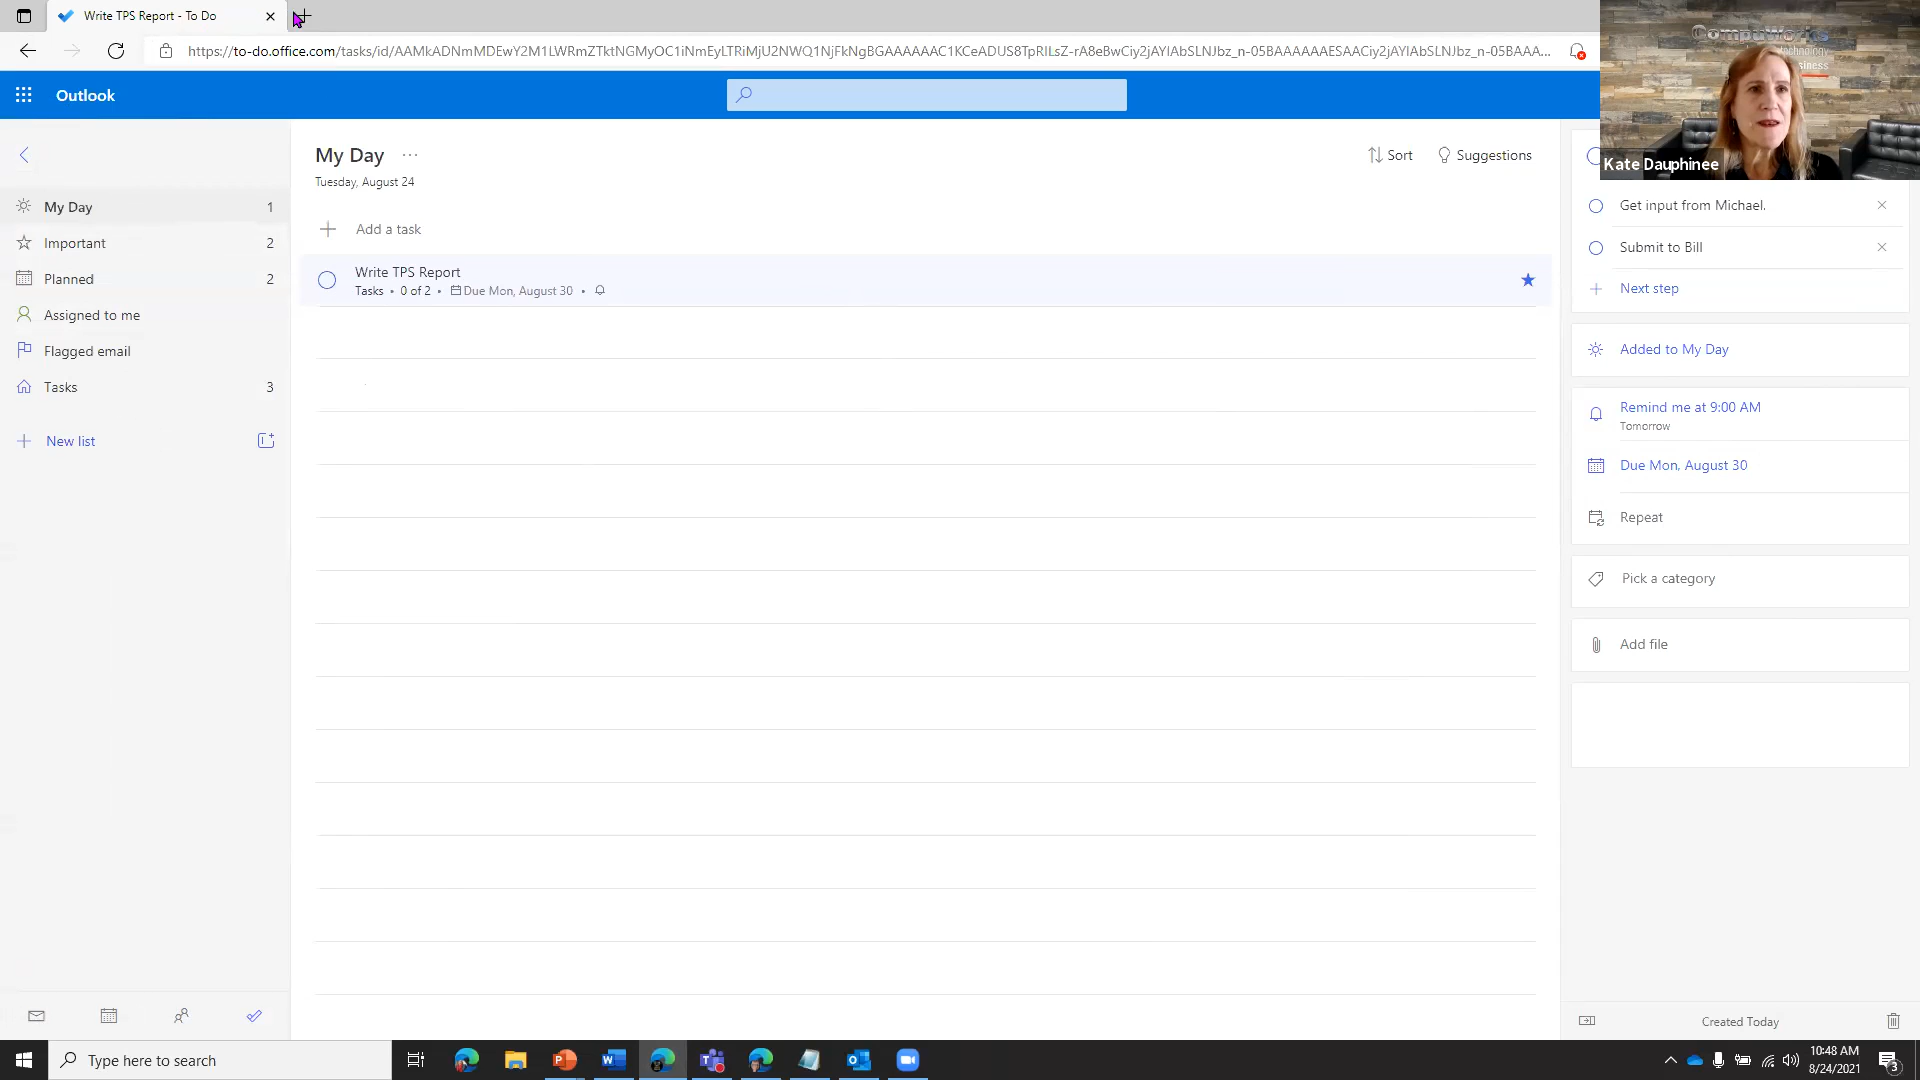 Write TPS Report - To Do
https://to-do.office.com/tasks/id/AAMkADNmMDEwY2M1LWRmZTktNGMyOC1iNmEyLTRiMjU2NWQ1NjFkNgBGAAAAAAC1KCeADUS8TpRILsZ-rA8eBwCiy2jAYIAbSLNJbz_n-05BAAAAAAESAACiy2jAYIAbSLNJbz_n-05BAAA...
CompuWorks
technology
business
Kate Dauphinee
Outlook
My Day 1
Important 2
Planned 2
Assigned to me
Flagged email
Tasks 3
New list
My Day ...
Tuesday, August 24
Sort
Suggestions
Add a task
Write TPS Report
Tasks • 0 of 2 • Due Mon, August 30 •
Get input from Michael.
Submit to Bill
Next step
Added to My Day
Remind me at 9:00 AM
Tomorrow
Due Mon, August 30
Repeat
Pick a category
Add file
Created Today
Type here to search
10:48 AM
8/24/2021
3